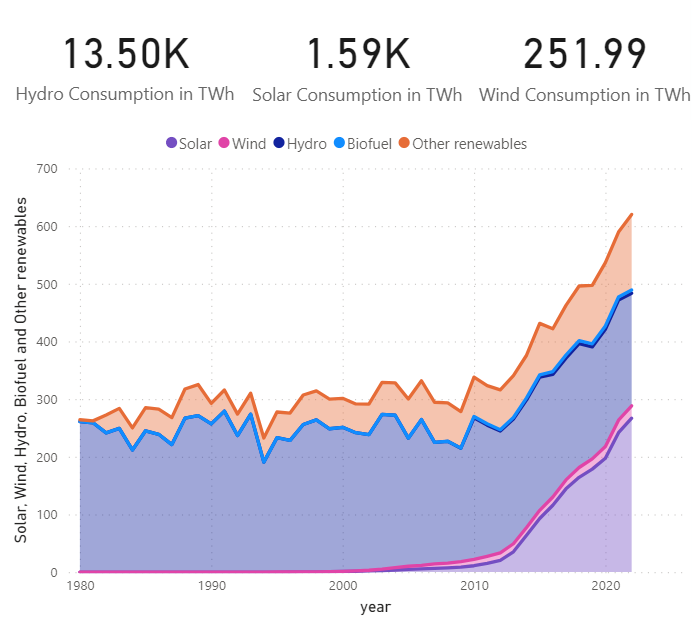 13.50K 1.59K 251.99
Hydro Consumption in TWh Solar Consumption in TWh Wind Consumption in TWh
Solar Wind Hydro Biofuel Other renewables
Solar, Wind, Hydro, Biofuel and Other renewables
700
600
500
400
300
200
100
0
1980 1990 2000 2010 2020
year